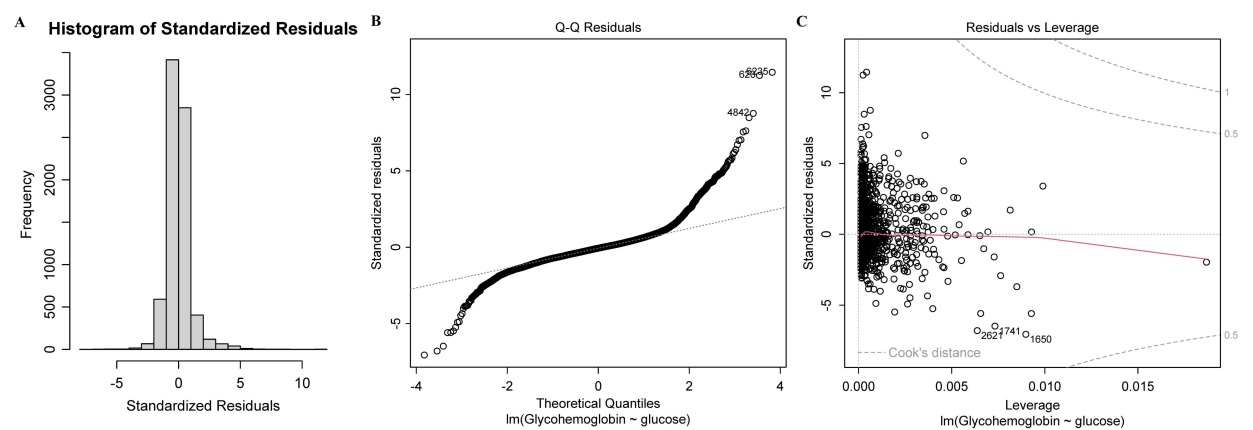 A
Histogram of Standardized Residuals
Frequency
0
1000
2000
3000
-5
0
5
10
Standardized Residuals
B
Q-Q Residuals
Standardized residuals
-5
0
5
10
6235
628
4842
-4
-2
0
2
4
Theoretical Quantiles
lm(Glycohemoglobin ~ glucose)
C
Residuals vs Leverage
Standardized residuals
-5
0
5
10
1
0.5
0.5
2621
1741
1650
Cook's distance
0.000
0.005
0.010
0.015
Leverage
lm(Glycohemoglobin ~ glucose)